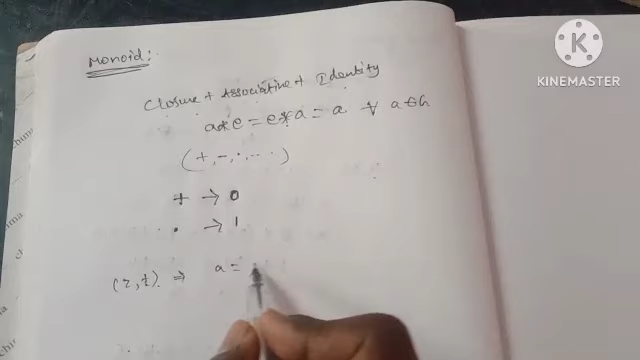 Monoid:
Closure + Associative + Identity
a*e = e*a = a ∀ a∈G
(+, -, ·, ...)
+ → 0
· → 1
(Z, +) ⇒ a =
K
KINEMASTER